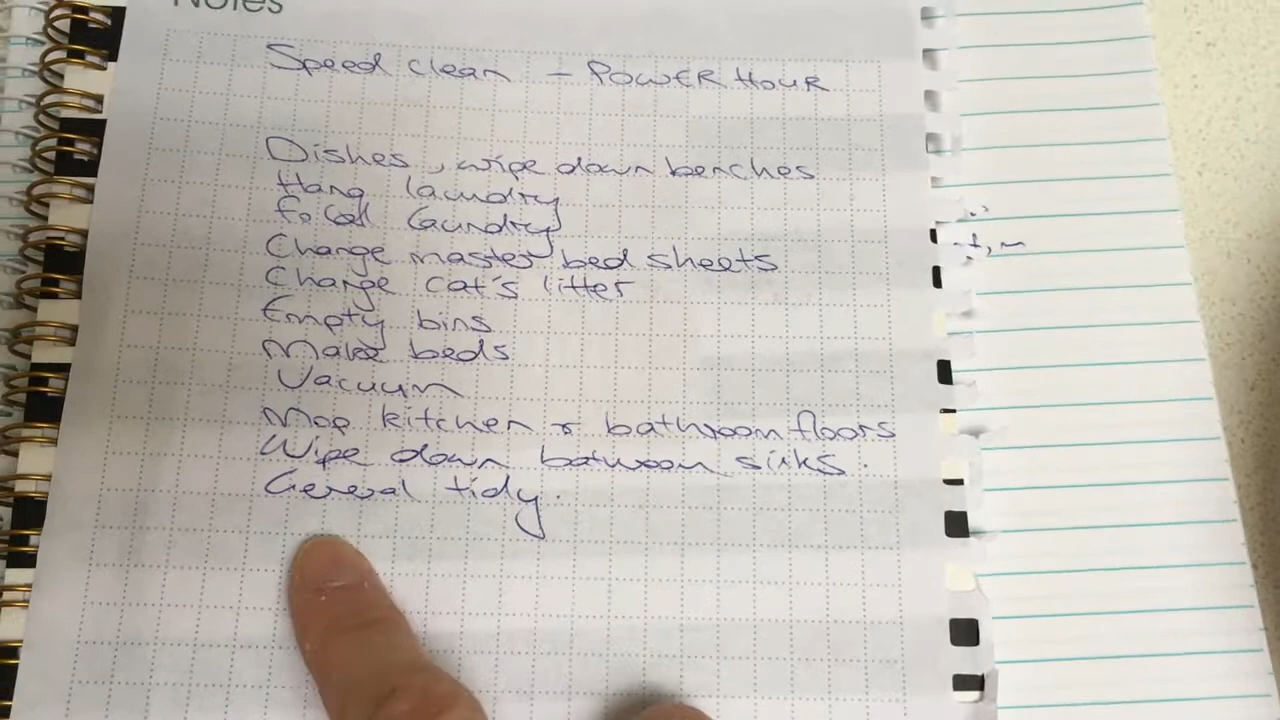 Notes
Speed clean - POWER HOUR
Dishes, wipe down benches
Hang laundry
fold laundry
Change master bed sheets
Change cat's litter
Empty bins
Make beds
Vacuum
Mop kitchen & bathroom floors
Wipe down batwoom sinks.
General tidy.